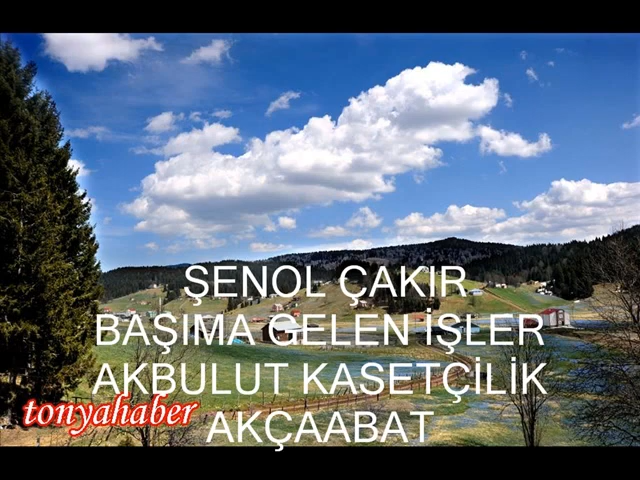 ŞENOL ÇAKIR
BAŞIMA GELEN İŞLER
AKBULUT KASETÇİLİK
AKÇAABAT
tonyahaber